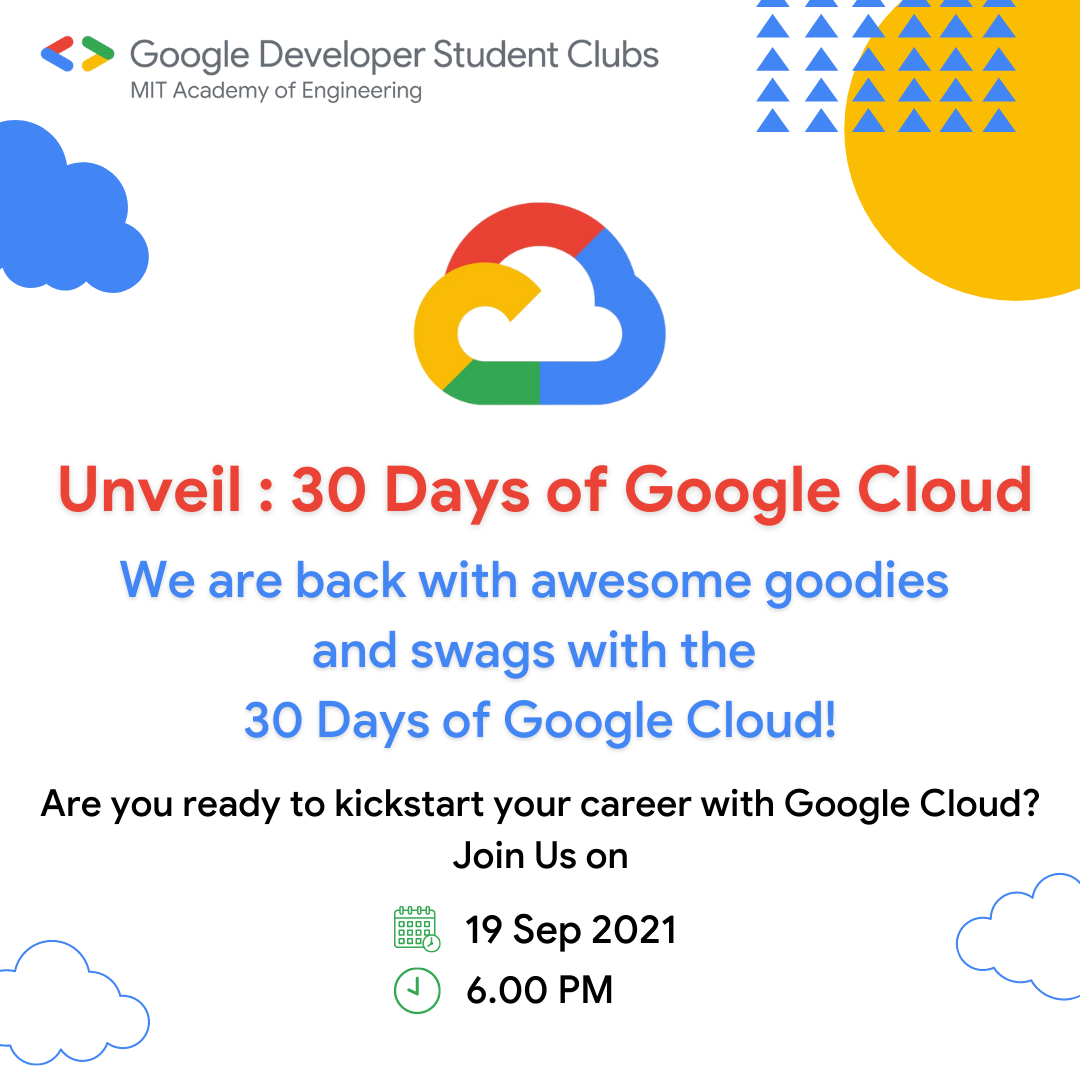 Google Developer Student Clubs
MIT Academy of Engineering
Unveil : 30 Days of Google Cloud
We are back with awesome goodies
and swags with the
30 Days of Google Cloud!
Are you ready to kickstart your career with Google Cloud?
Join Us on
19 Sep 2021
6.00 PM